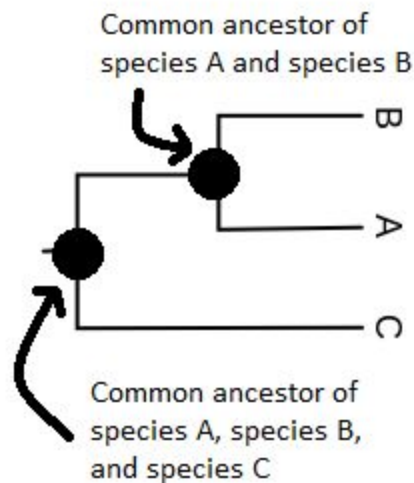 Common ancestor of
species A and species B
B
A
C
Common ancestor of
species A, species B,
and species C